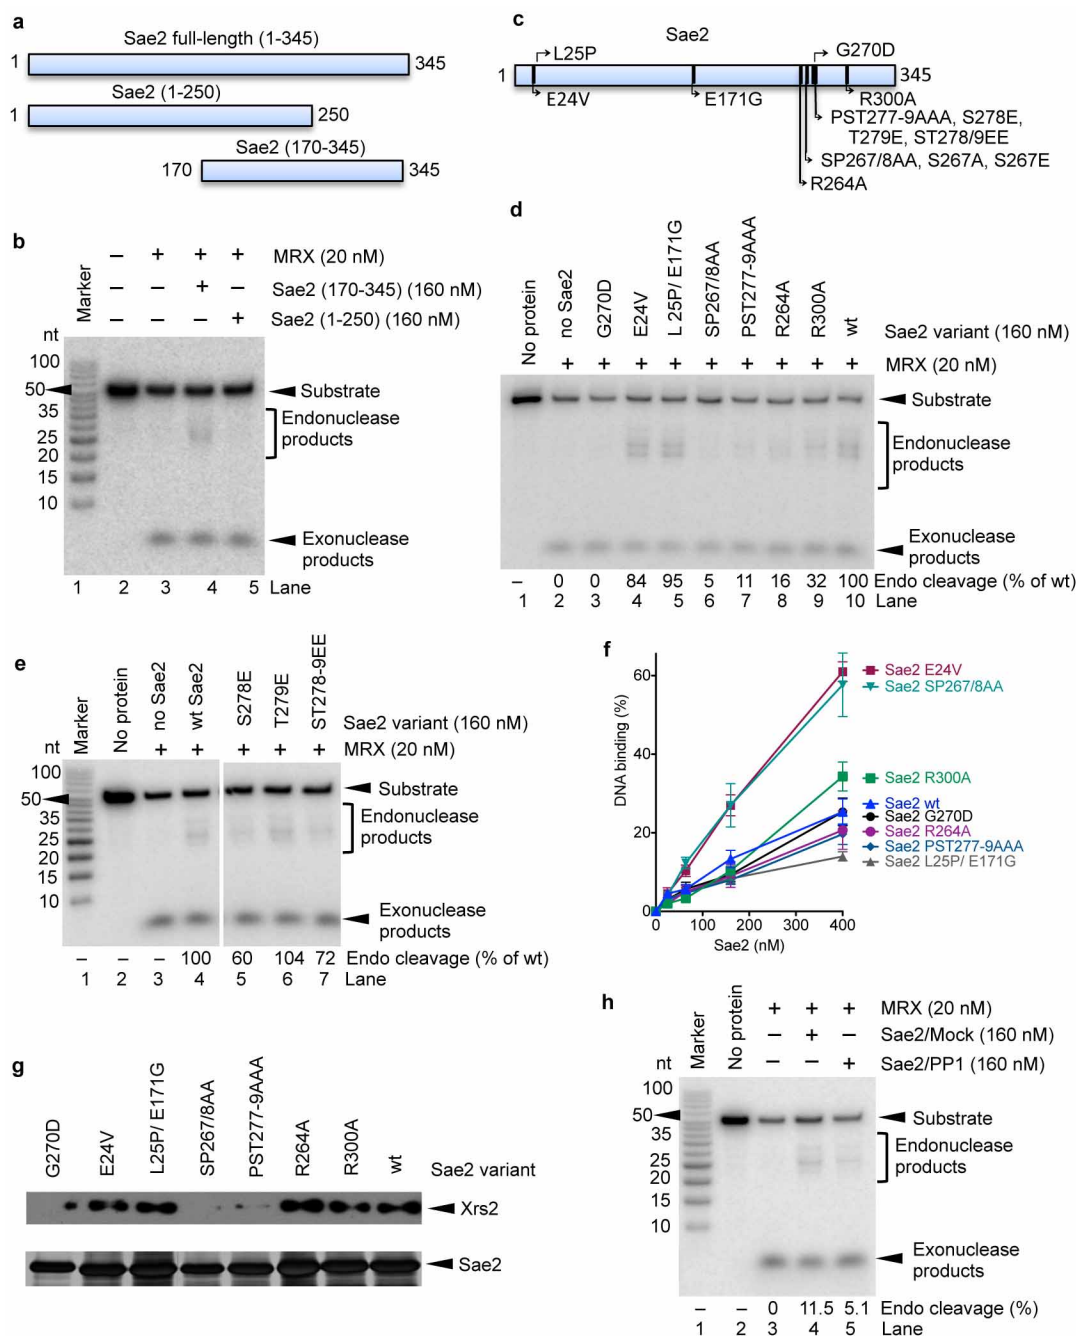 a
Sae2 full-length (1-345)
1 345
Sae2 (1-250)
1 250
Sae2 (170-345)
170 345
b
– + + + MRX (20 nM)
– – + – Sae2 (170-345) (160 nM)
– – – + Sae2 (1-250) (160 nM)
Marker
nt
100
50
35
25
20
15
10
Substrate
Endonuclease
products
Exonuclease
products
1 2 3 4 5 Lane
c
Sae2
L25P G270D
1 345
E24V E171G R300A
PST277-9AAA, S278E,
T279E, ST278/9EE
SP267/8AA, S267A, S267E
R264A
d
No protein
no Sae2
G270D
E24V
L25P/ E171G
SP267/8AA
PST277-9AAA
R264A
R300A
wt
Sae2 variant (160 nM)
+ + + + + + + + + MRX (20 nM)
Substrate
Endonuclease
products
Exonuclease
products
– 0 0 84 95 5 11 16 32 100 Endo cleavage (% of wt)
1 2 3 4 5 6 7 8 9 10 Lane
e
Marker
No protein
no Sae2
wt Sae2
S278E
T279E
ST278-9EE
Sae2 variant (160 nM)
+ + + + + MRX (20 nM)
nt
100
50
35
25
20
15
10
Substrate
Endonuclease
products
Exonuclease
products
– – – 100 60 104 72 Endo cleavage (% of wt)
1 2 3 4 5 6 7 Lane
f
DNA binding (%)
60
40
20
0
0 100 200 300 400
Sae2 (nM)
Sae2 E24V
Sae2 SP267/8AA
Sae2 R300A
Sae2 wt
Sae2 G270D
Sae2 R264A
Sae2 PST277-9AAA
Sae2 L25P/ E171G
g
G270D
E24V
L25P/ E171G
SP267/8AA
PST277-9AAA
R264A
R300A
wt
Sae2 variant
Xrs2
Sae2
h
Marker
No protein
+ + + MRX (20 nM)
– + – Sae2/Mock (160 nM)
– – + Sae2/PP1 (160 nM)
nt
100
50
35
25
20
15
10
Substrate
Endonuclease
products
Exonuclease
products
– – 0 11.5 5.1 Endo cleavage (%)
1 2 3 4 5 Lane